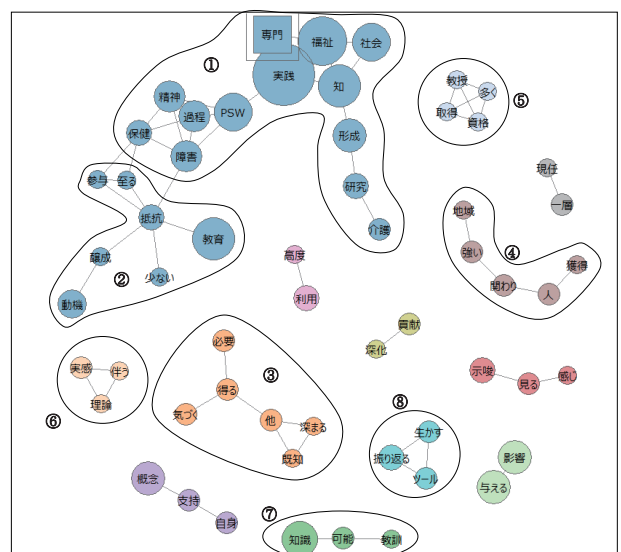 専門
福祉
社会
①
実践
知
精神
過程
PSW
保健
障害
形成
研究
介護
教授
多く
取得
資格
⑤
現任
一層
参与
至る
抵抗
教育
醸成
少ない
動機
②
地域
強い
④
関わり
人
獲得
高度
利用
貢献
深化
必要
③
得る
気づく
他
深まる
既知
実感
伴う
理論
⑥
示唆
見る
感じ
⑧
生かす
振り返る
ツール
影響
与える
概念
支持
自身
⑦
知識
可能
教訓